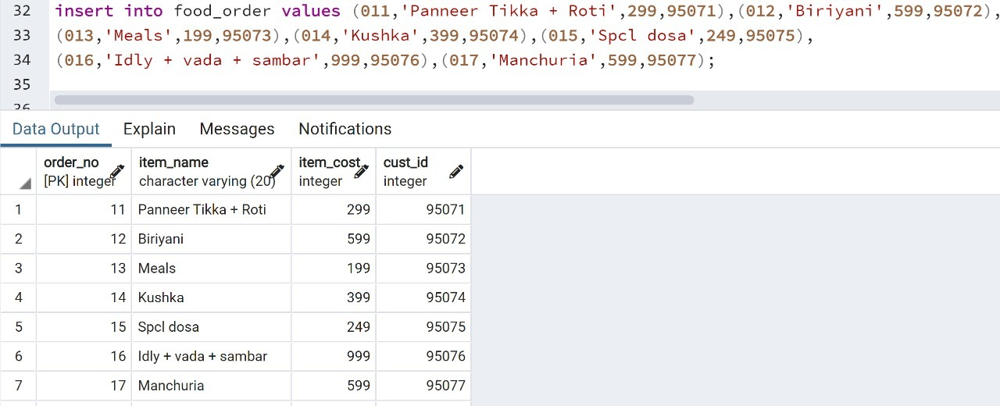 32 insert into food_order values (011,'Panneer Tikka + Roti',299,95071),(012,'Biriyani',599,95072),
33 (013,'Meals',199,95073),(014,'Kushka',399,95074),(015,'Spcl dosa',249,95075),
34 (016,'Idly + vada + sambar',999,95076),(017,'Manchuria',599,95077);
35
36
Data Output Explain Messages Notifications
order_no item_name item_cost cust_id
[PK] integer character varying (20) integer integer
1 11 Panneer Tikka + Roti 299 95071
2 12 Biriyani 599 95072
3 13 Meals 199 95073
4 14 Kushka 399 95074
5 15 Spcl dosa 249 95075
6 16 Idly + vada + sambar 999 95076
7 17 Manchuria 599 95077